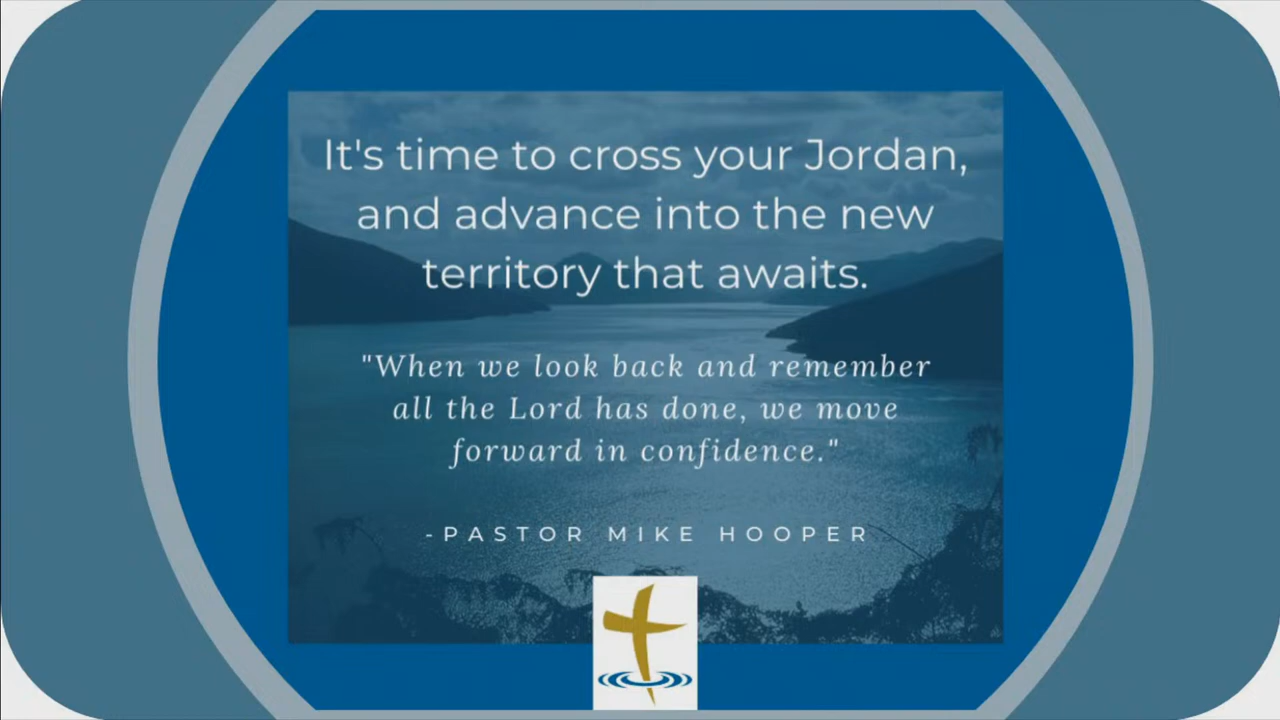 It's time to cross your Jordan,
and advance into the new
territory that awaits.
"When we look back and remember
all the Lord has done, we move
forward in confidence."
-PASTOR MIKE HOOPER